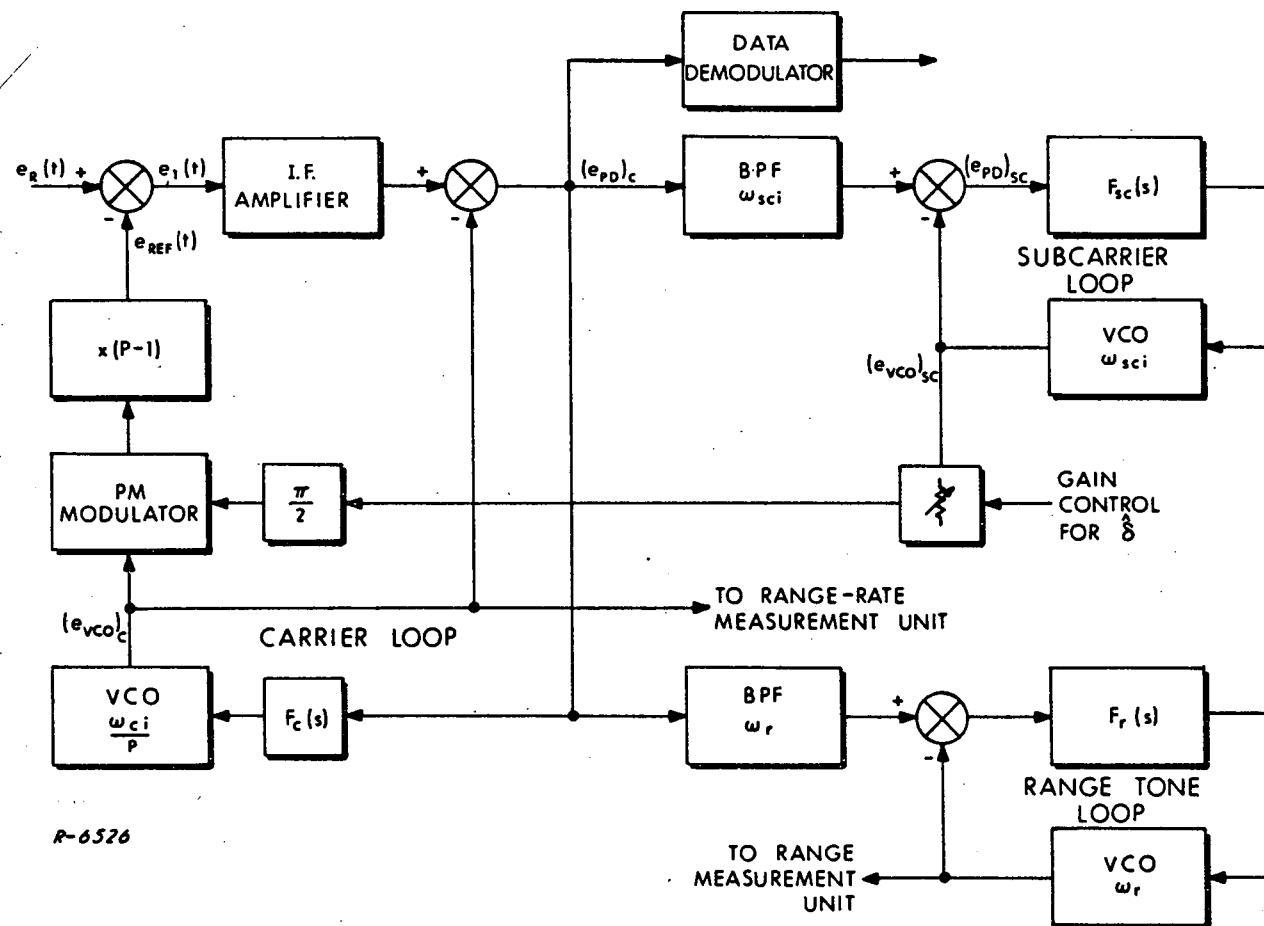 DATA
DEMODULATOR
e_R(t) +
-
e_1(t)
I.F.
AMPLIFIER
+
-
(e_PD)_c
B·PF
ω_sci
+
-
(e_PD)_SC
F_sc(s)
e_REF(t)
SUBCARRIER
LOOP
x (P-1)
VCO
ω_sci
(e_VCO)_SC
PM
MODULATOR
π/2
GAIN
CONTROL
FOR δ̂
(e_VCO)_C
CARRIER LOOP
TO RANGE-RATE
MEASUREMENT UNIT
VCO
ω_ci/P
F_c(s)
BPF
ω_r
+
-
F_r(s)
RANGE TONE
LOOP
R-6526
TO RANGE
MEASUREMENT
UNIT
VCO
ω_r